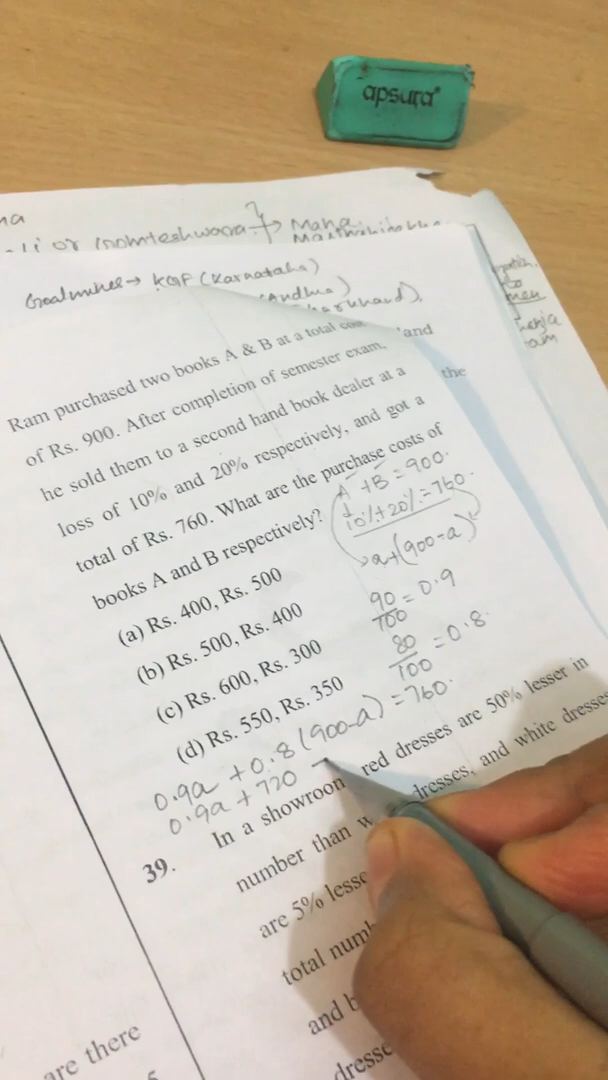 apsara
Maha
Goalmines → KGF (Karnataka)
(Andhra)
Ram purchased two books A & B at a total cost
of Rs. 900. After completion of semester exam, and
he sold them to a second hand book dealer at a the
loss of 10% and 20% respectively, and got a
total of Rs. 760. What are the purchase costs of
books A and B respectively?
A + B = 900.
10% + 20% = 760.
a + (900-a)
(a) Rs. 400, Rs. 500
(b) Rs. 500, Rs. 400
(c) Rs. 600, Rs. 300
(d) Rs. 550, Rs. 350
90/100 = 0.9
80/100 = 0.8.
0.9a + 0.8 (900-a) = 760.
0.9a + 720 -
39. In a showroom red dresses are 50% lesser in
number than dresses, and white dresses
are 5%
total
and
are there